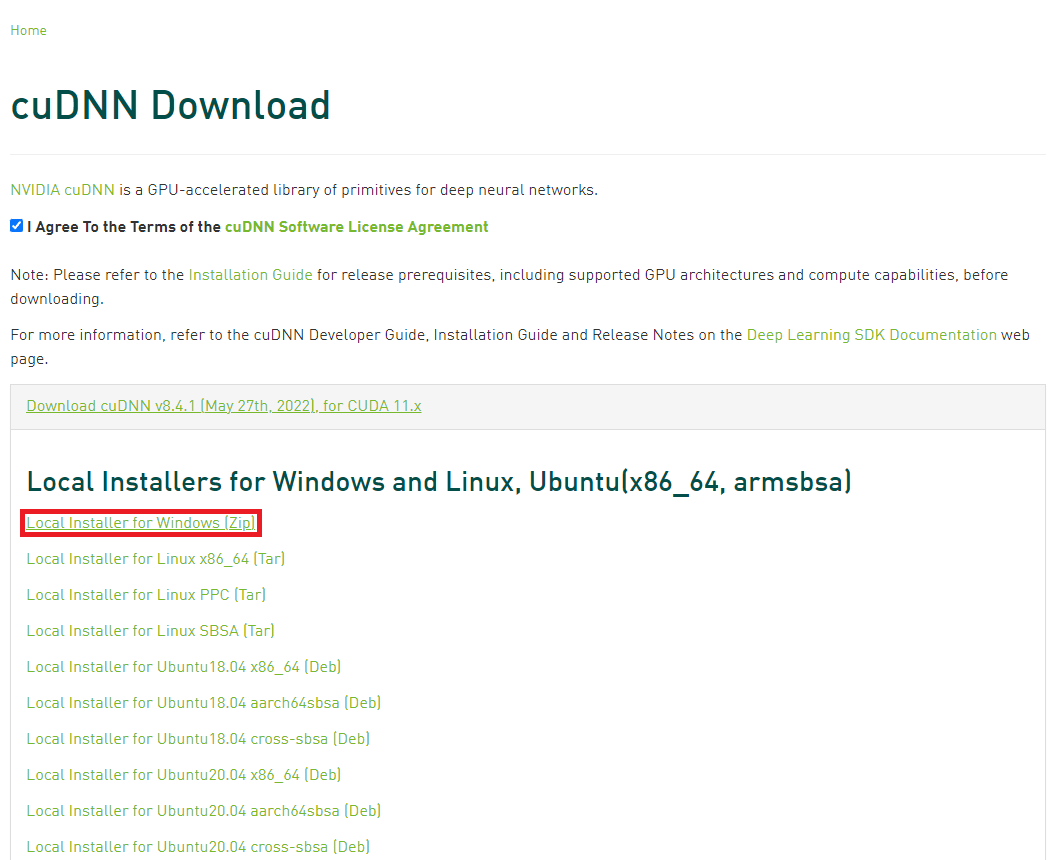 Home
cuDNN Download
NVIDIA cuDNN is a GPU-accelerated library of primitives for deep neural networks.
I Agree To the Terms of the cuDNN Software License Agreement
Note: Please refer to the Installation Guide for release prerequisites, including supported GPU architectures and compute capabilities, before
downloading.
For more information, refer to the cuDNN Developer Guide, Installation Guide and Release Notes on the Deep Learning SDK Documentation web
page.
Download cuDNN v8.4.1 (May 27th, 2022), for CUDA 11.x
Local Installers for Windows and Linux, Ubuntu(x86_64, armsbsa)
Local Installer for Windows (Zip)
Local Installer for Linux x86_64 (Tar)
Local Installer for Linux PPC (Tar)
Local Installer for Linux SBSA (Tar)
Local Installer for Ubuntu18.04 x86_64 (Deb)
Local Installer for Ubuntu18.04 aarch64sbsa (Deb)
Local Installer for Ubuntu18.04 cross-sbsa (Deb)
Local Installer for Ubuntu20.04 x86_64 (Deb)
Local Installer for Ubuntu20.04 aarch64sbsa (Deb)
Local Installer for Ubuntu20.04 cross-sbsa (Deb)